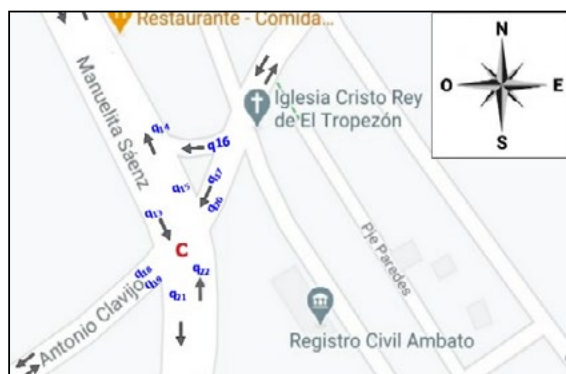 Restaurante - Comida...
N
O
E
S
Manuelita Sáenz
Iglesia Cristo Rey
de El Tropezón
q14
q16
q15
q17
q20
q13
C
q18
q19
q22
q21
Antonio Clavijo
Pje Paredes
Registro Civil Ambato